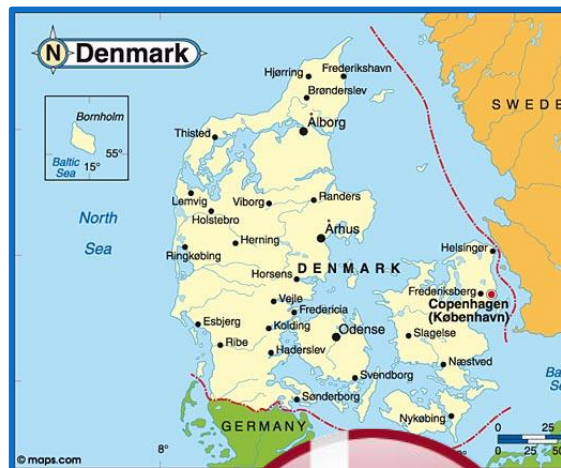 N Denmark
Hjørring
Frederikshavn
Brønderslev
SWEDE
Bornholm
Ålborg
Thisted
Baltic
Sea
15°
55°
Lemvig
Viborg
Randers
North
Sea
Holstebro
Århus
Herning
Helsingør
Ringkøbing
DENMARK
Horsens
Frederiksberg
Copenhagen
(København)
Vejle
Fredericia
Esbjerg
Kolding
Odense
Slagelse
Ribe
Haderslev
Næstved
Svendborg
Ba
Se
Sønderborg
Nykøbing
GERMANY
0 25
0 25 50
© maps.com
8°